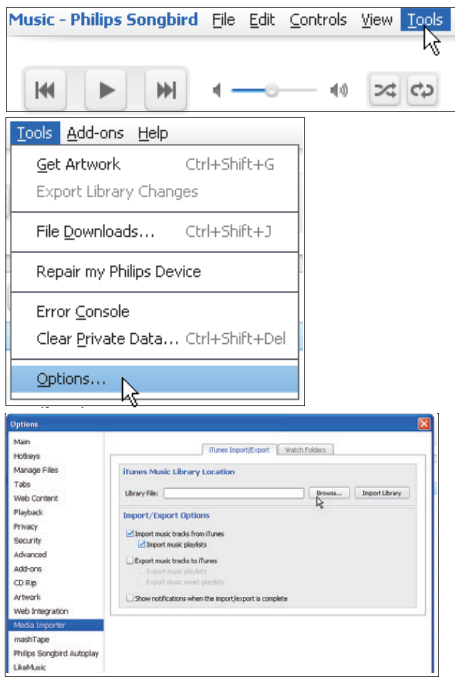 Music - Philips Songbird File Edit Controls View Tools
Tools Add-ons Help
Get Artwork Ctrl+Shift+G
Export Library Changes
File Downloads... Ctrl+Shift+J
Repair my Philips Device
Error Console
Clear Private Data... Ctrl+Shift+Del
Options...
Options
Main
Hotkeys
Manage Files
Tabs
Web Content
Playback
Privacy
Security
Advanced
Add-ons
CD Rip
Artwork
Web Integration
Media Importer
mashTape
Philips Songbird Autoplay
LikeMusic
iTunes Import/Export Watch Folders
iTunes Music Library Location
Library File: Browse... Import Library
Import/Export Options
Import music tracks from iTunes
Import music playlists
Export music tracks to iTunes
Export music playlists
Export music smart playlists
Show notifications when the import/export is complete